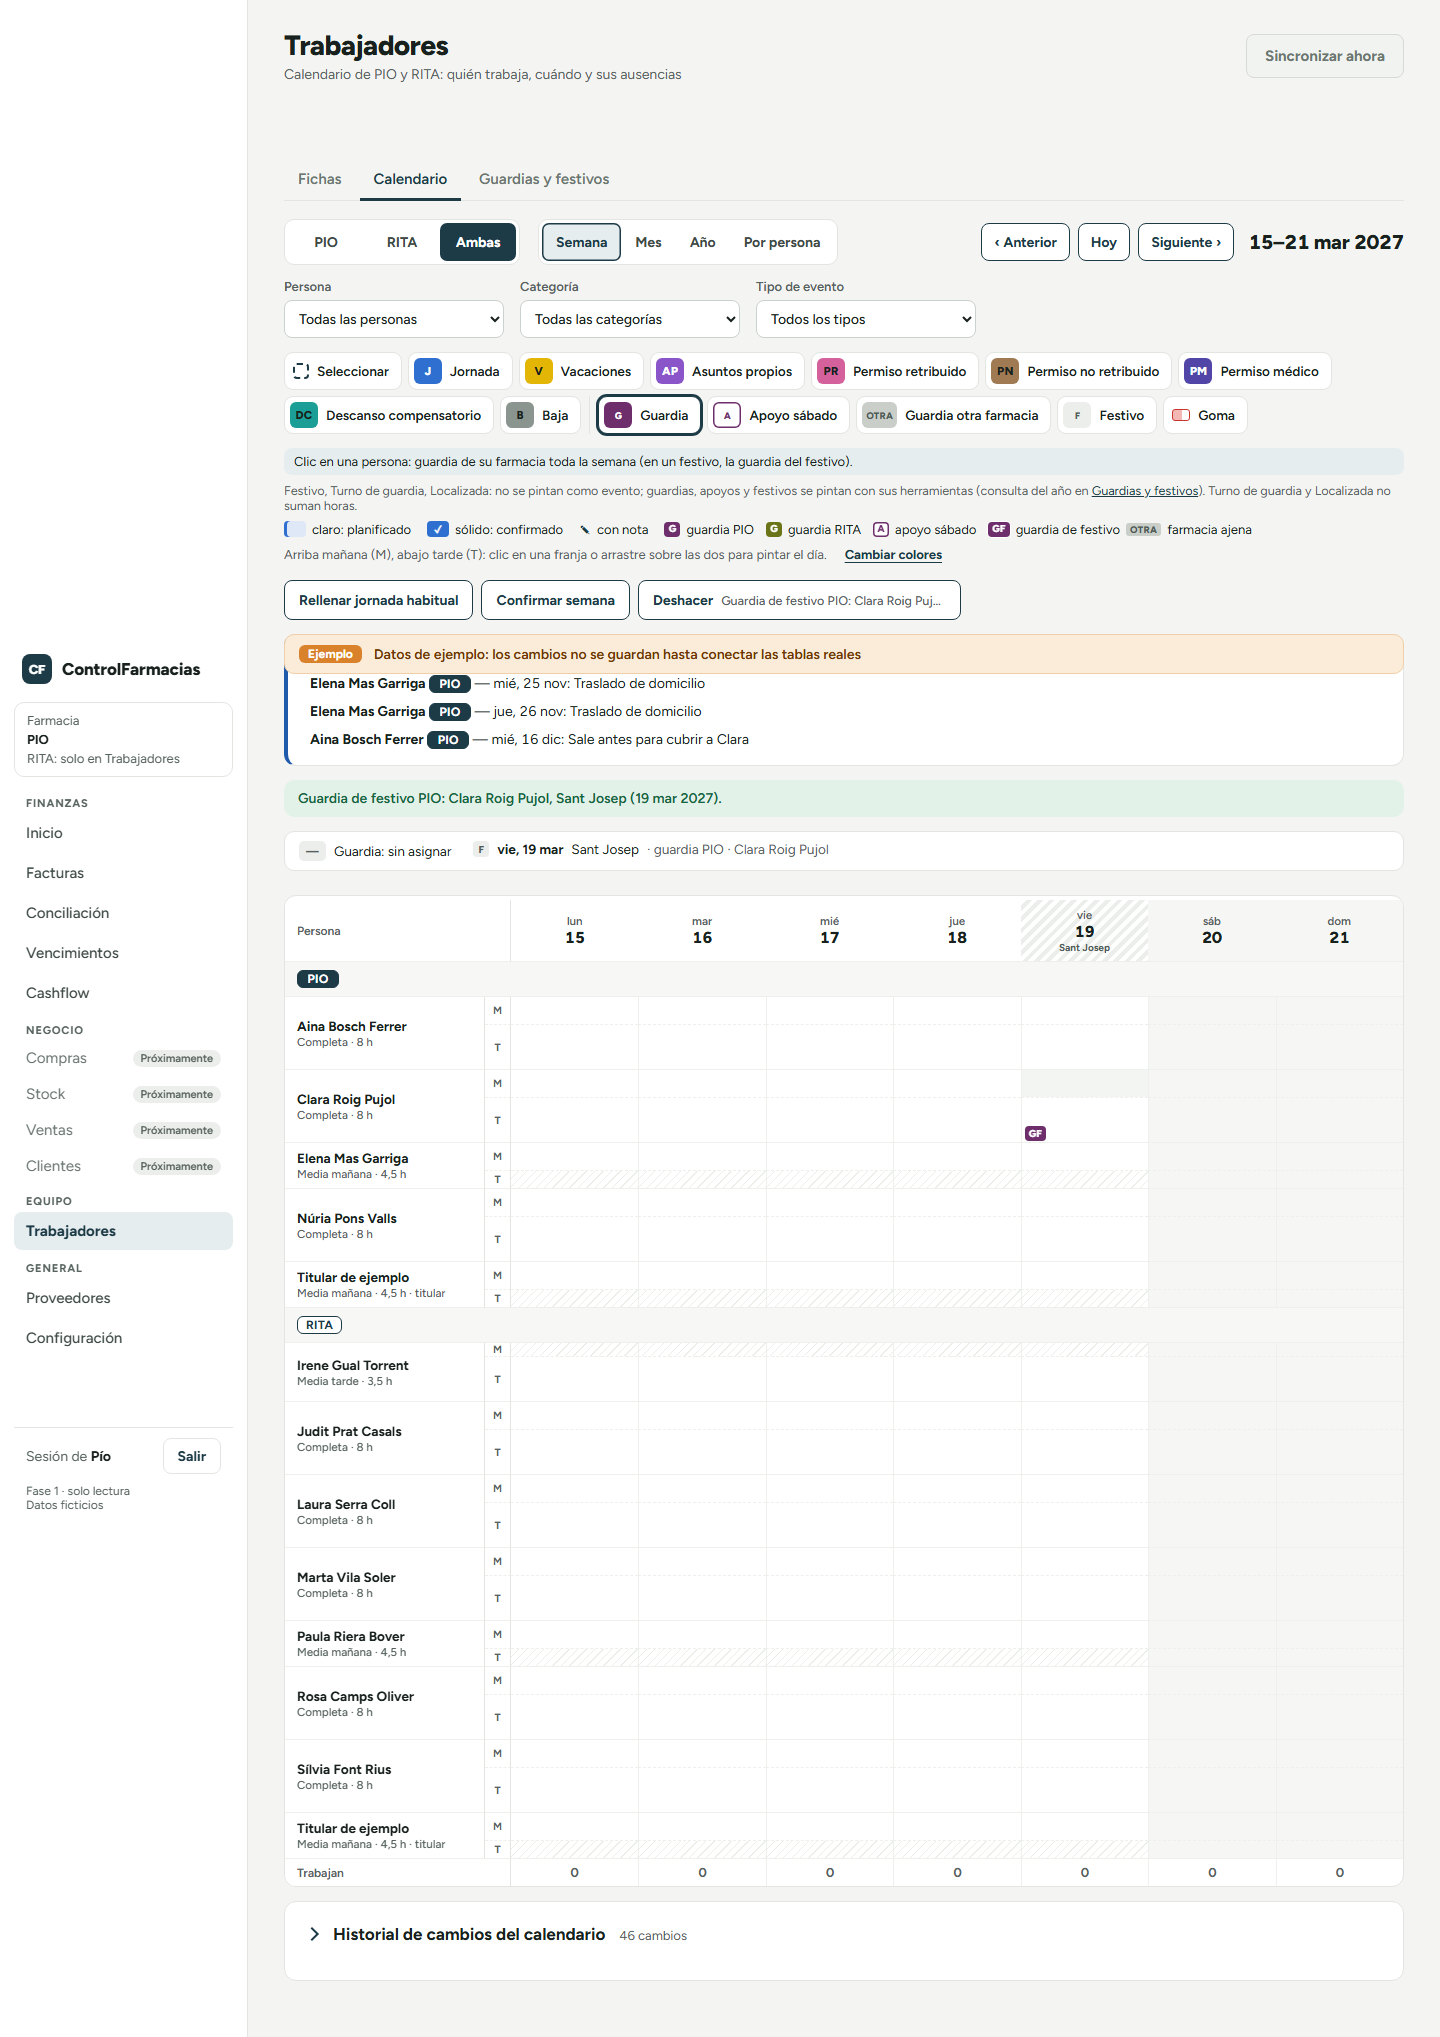 Trabajadores
Calendario de PIO y RITA: quién trabaja, cuándo y sus ausencias
Sincronizar ahora
Fichas
Calendario
Guardias y festivos
PIO
RITA
Ambas
Semana
Mes
Año
Por persona
‹ Anterior
Hoy
Siguiente ›
15–21 mar 2027
Persona
Categoría
Tipo de evento
Todas las personas
Todas las categorías
Todos los tipos
Seleccionar
J Jornada
V Vacaciones
AP Asuntos propios
PR Permiso retribuido
PN Permiso no retribuido
PM Permiso médico
DC Descanso compensatorio
B Baja
G Guardia
A Apoyo sábado
OTRA Guardia otra farmacia
F Festivo
Goma
Clic en una persona: guardia de su farmacia toda la semana (en un festivo, la guardia del festivo).
Festivo, Turno de guardia, Localizada: no se pintan como evento; guardias, apoyos y festivos se pintan con sus herramientas (consulta del año en Guardias y festivos). Turno de guardia y Localizada no
suman horas.
claro: planificado
✓ sólido: confirmado
con nota
G guardia PIO
G guardia RITA
A apoyo sábado
GF guardia de festivo
OTRA farmacia ajena
Arriba mañana (M), abajo tarde (T): clic en una franja o arrastre sobre las dos para pintar el día.
Cambiar colores
Rellenar jornada habitual
Confirmar semana
Deshacer Guardia de festivo PIO: Clara Roig Puj...
Ejemplo Datos de ejemplo: los cambios no se guardan hasta conectar las tablas reales
Elena Mas Garriga PIO — mié, 25 nov: Traslado de domicilio
Elena Mas Garriga PIO — jue, 26 nov: Traslado de domicilio
Aina Bosch Ferrer PIO — mié, 16 dic: Sale antes para cubrir a Clara
Guardia de festivo PIO: Clara Roig Pujol, Sant Josep (19 mar 2027).
— Guardia: sin asignar
F vie, 19 mar Sant Josep · guardia PIO · Clara Roig Pujol
Persona
lun
15
mar
16
mié
17
jue
18
vie
19
Sant Josep
sáb
20
dom
21
PIO
Aina Bosch Ferrer
Completa · 8 h
M
T
Clara Roig Pujol
Completa · 8 h
M
T
GF
Elena Mas Garriga
Media mañana · 4,5 h
M
T
Núria Pons Valls
Completa · 8 h
M
T
Titular de ejemplo
Media mañana · 4,5 h · titular
M
T
RITA
Irene Gual Torrent
Media tarde · 3,5 h
M
T
Judit Prat Casals
Completa · 8 h
M
T
Laura Serra Coll
Completa · 8 h
M
T
Marta Vila Soler
Completa · 8 h
M
T
Paula Riera Bover
Media mañana · 4,5 h
M
T
Rosa Camps Oliver
Completa · 8 h
M
T
Sílvia Font Rius
Completa · 8 h
M
T
Titular de ejemplo
Media mañana · 4,5 h · titular
M
T
Trabajan
0
0
0
0
0
0
0
Historial de cambios del calendario
46 cambios
CF ControlFarmacias
Farmacia
PIO
RITA: solo en Trabajadores
FINANZAS
Inicio
Facturas
Conciliación
Vencimientos
Cashflow
NEGOCIO
Compras Próximamente
Stock Próximamente
Ventas Próximamente
Clientes Próximamente
EQUIPO
Trabajadores
GENERAL
Proveedores
Configuración
Sesión de Pío
Salir
Fase 1 · solo lectura
Datos ficticios